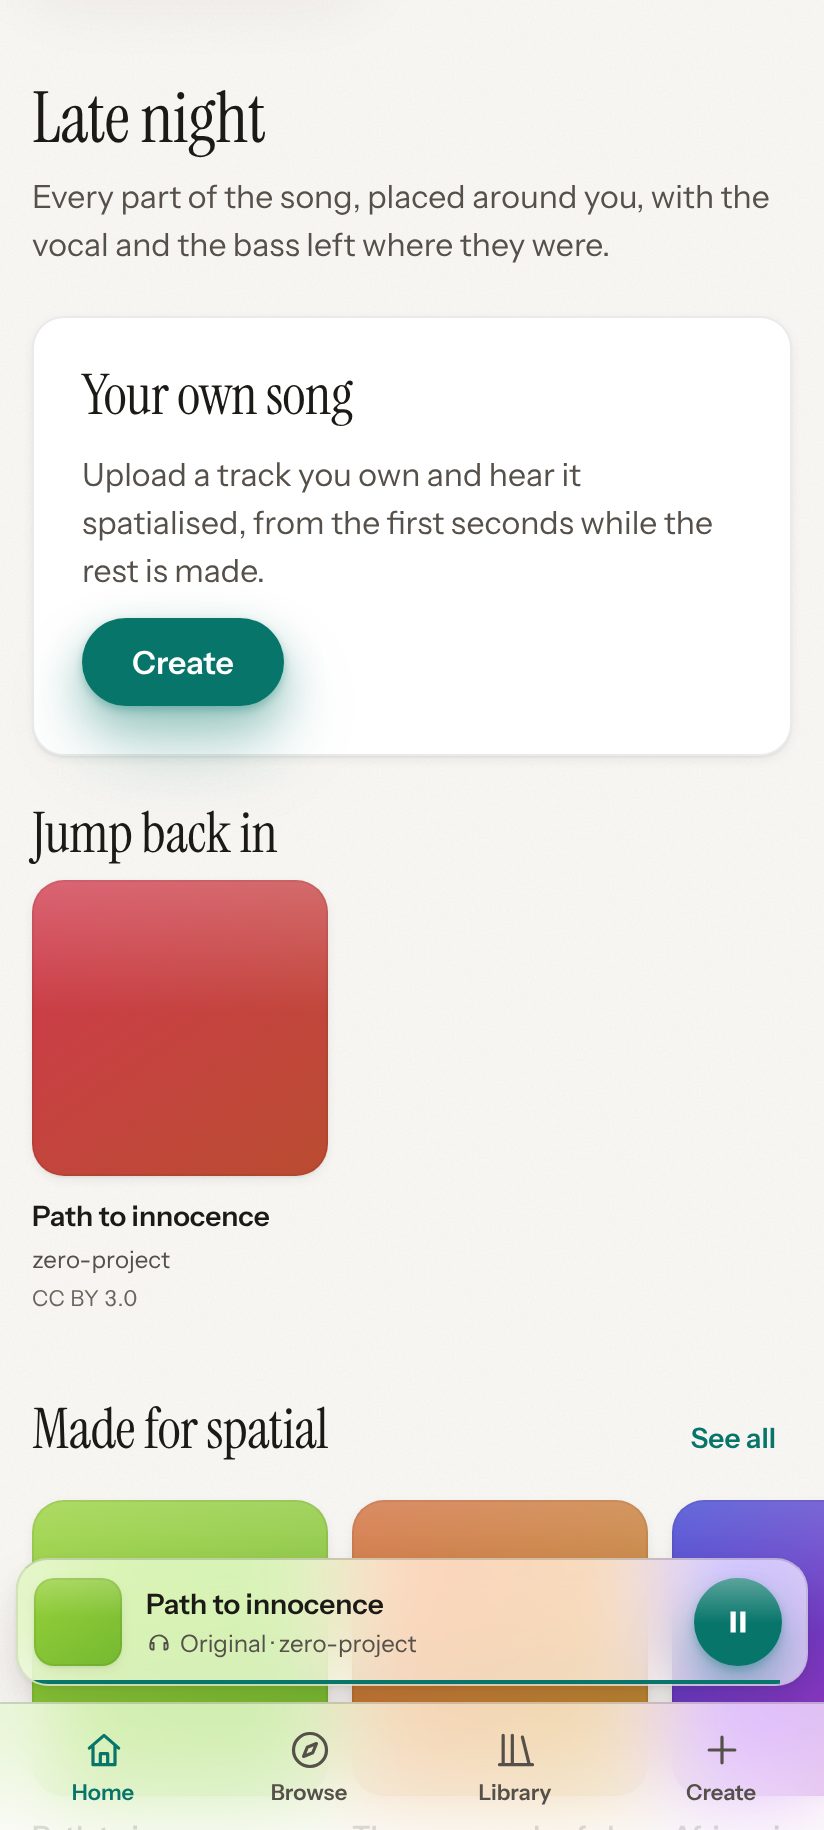 Late night
Every part of the song, placed around you, with the
vocal and the bass left where they were.
Your own song
Upload a track you own and hear it
spatialised, from the first seconds while the
rest is made.
Create
Jump back in
Path to innocence
zero-project
CC BY 3.0
Made for spatial
See all
Path to innocence
Original · zero-project
Home
Browse
Library
Create